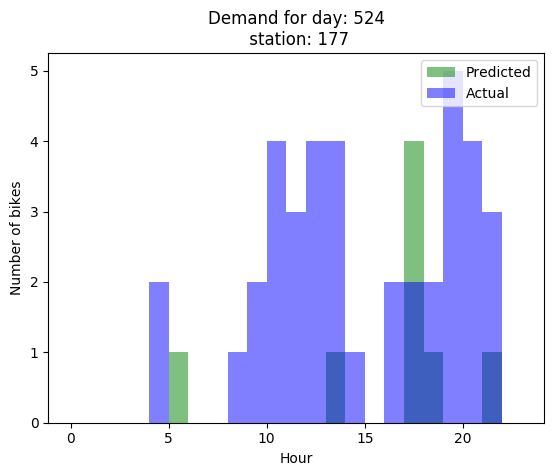 Demand for day: 524
station: 177
Predicted
Actual
Number of bikes
5
4
3
2
1
0
0
5
10
15
20
Hour